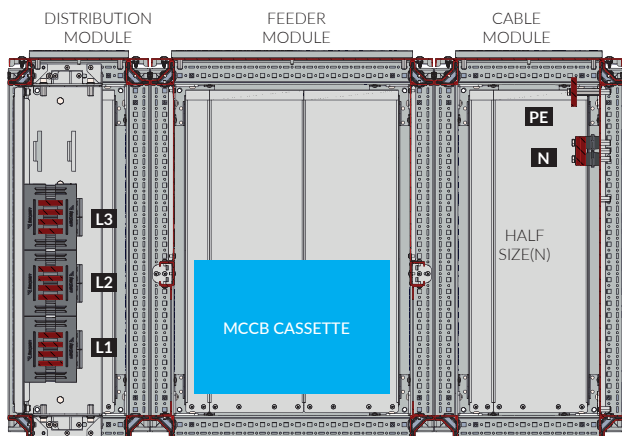 DISTRIBUTION
MODULE
FEEDER
MODULE
CABLE
MODULE
PE
N
L3
HALF
SIZE(N)
L2
MCCB CASSETTE
L1